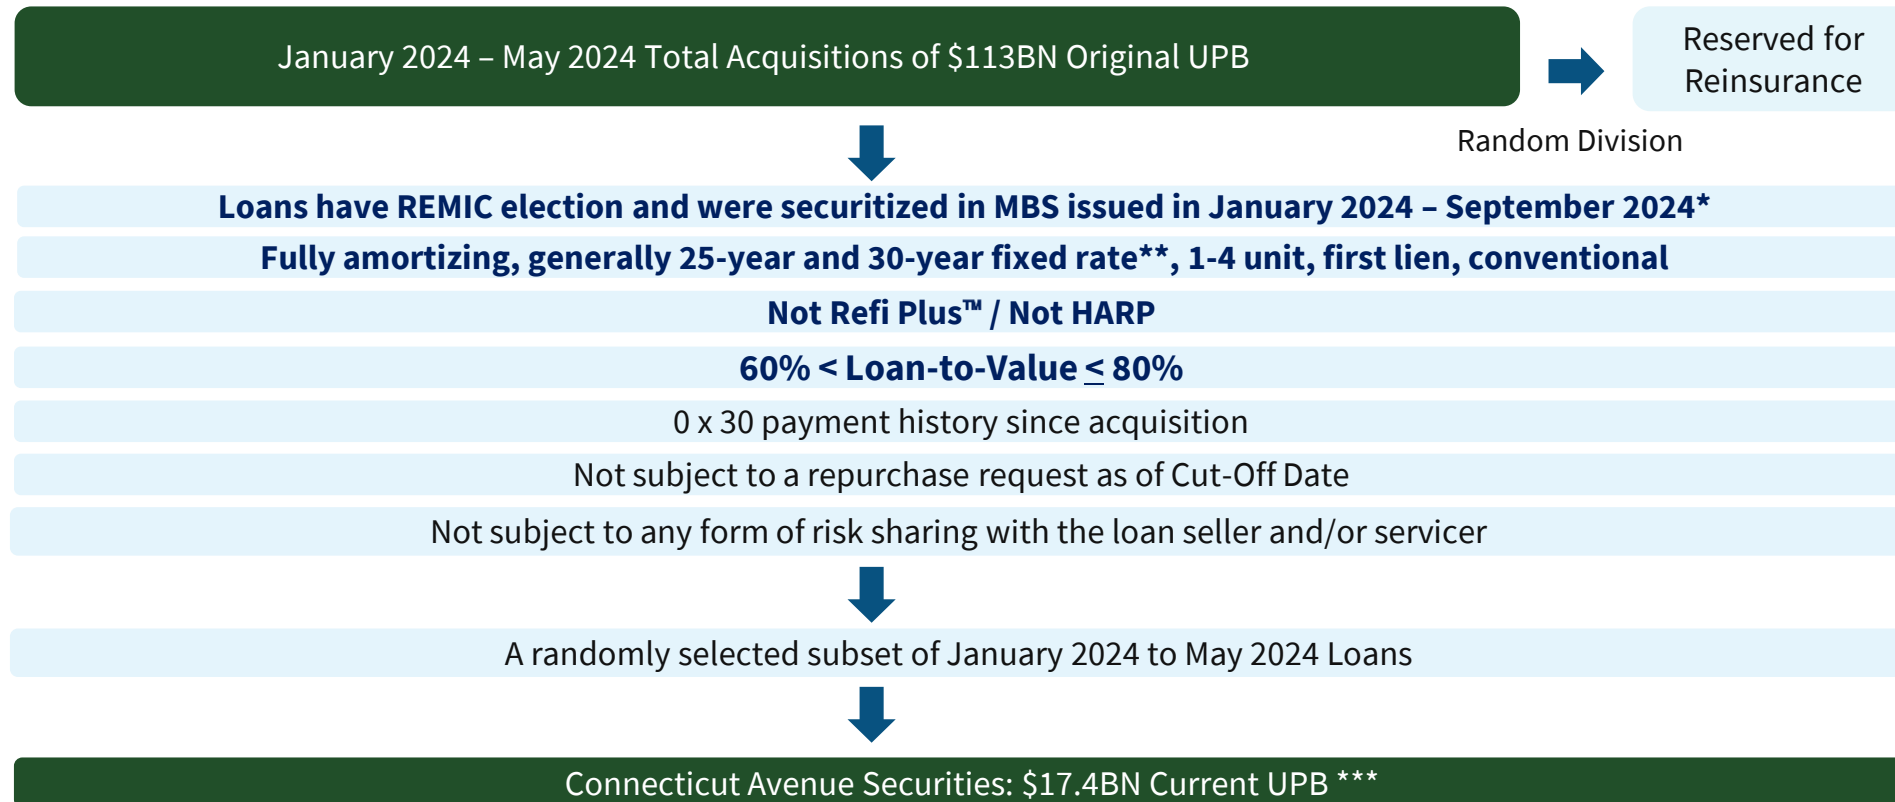 January 2024 – May 2024 Total Acquisitions of $113BN Original UPB
Reserved for
Reinsurance
Random Division
Loans have REMIC election and were securitized in MBS issued in January 2024 – September 2024*
Fully amortizing, generally 25-year and 30-year fixed rate**, 1-4 unit, first lien, conventional
Not Refi Plus™ / Not HARP
60% < Loan-to-Value ≤ 80%
0 x 30 payment history since acquisition
Not subject to a repurchase request as of Cut-Off Date
Not subject to any form of risk sharing with the loan seller and/or servicer
A randomly selected subset of January 2024 to May 2024 Loans
Connecticut Avenue Securities: $17.4BN Current UPB ***